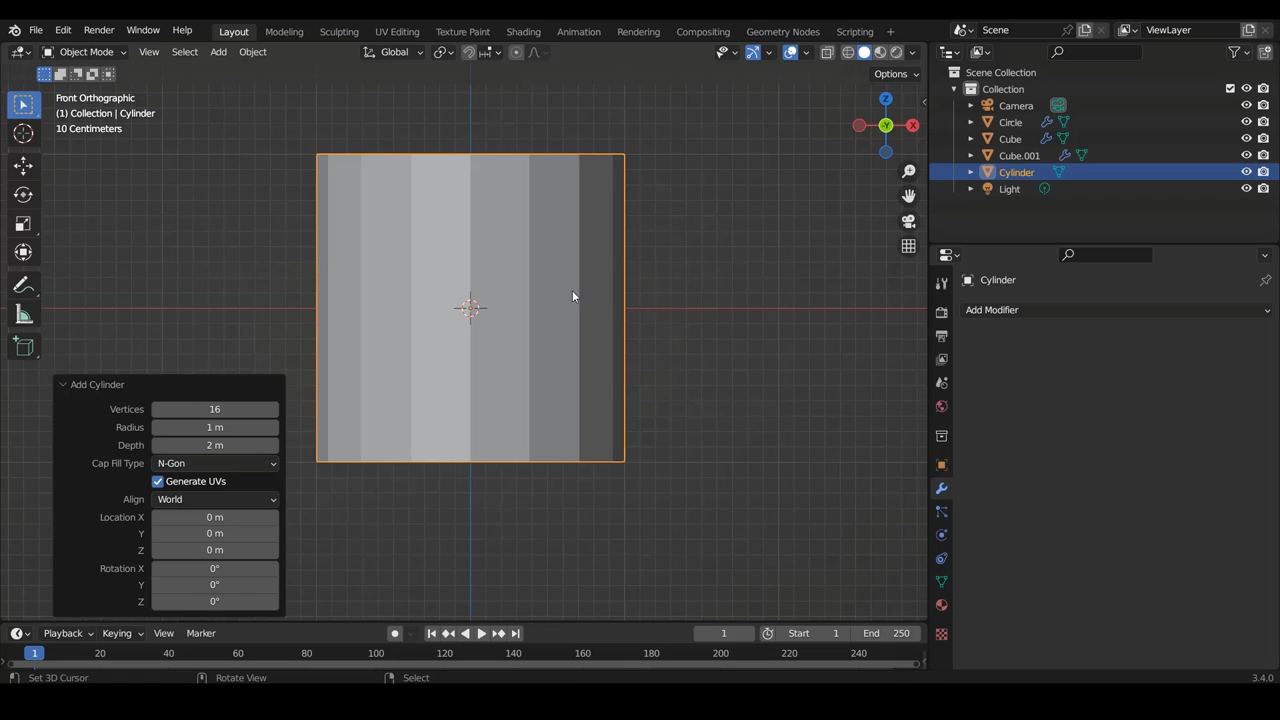 File Edit Render Window Help Layout Modeling Sculpting UV Editing Texture Paint Shading Animation Rendering Compositing Geometry Nodes Scripting + Scene ViewLayer
Object Mode View Select Add Object Global
Options
Front Orthographic
(1) Collection | Cylinder
10 Centimeters
Z
-Y
X
Add Cylinder
Vertices 16
Radius 1 m
Depth 2 m
Cap Fill Type N-Gon
Generate UVs
Align World
Location X 0 m
Y 0 m
Z 0 m
Rotation X 0°
Y 0°
Z 0°
Scene Collection
Collection
Camera
Circle
Cube
Cube.001
Cylinder
Light
Cylinder
Add Modifier
Playback Keying View Marker 1 Start 1 End 250
1 20 40 60 80 100 120 140 160 180 200 220 240
Set 3D Cursor Rotate View Select 3.4.0